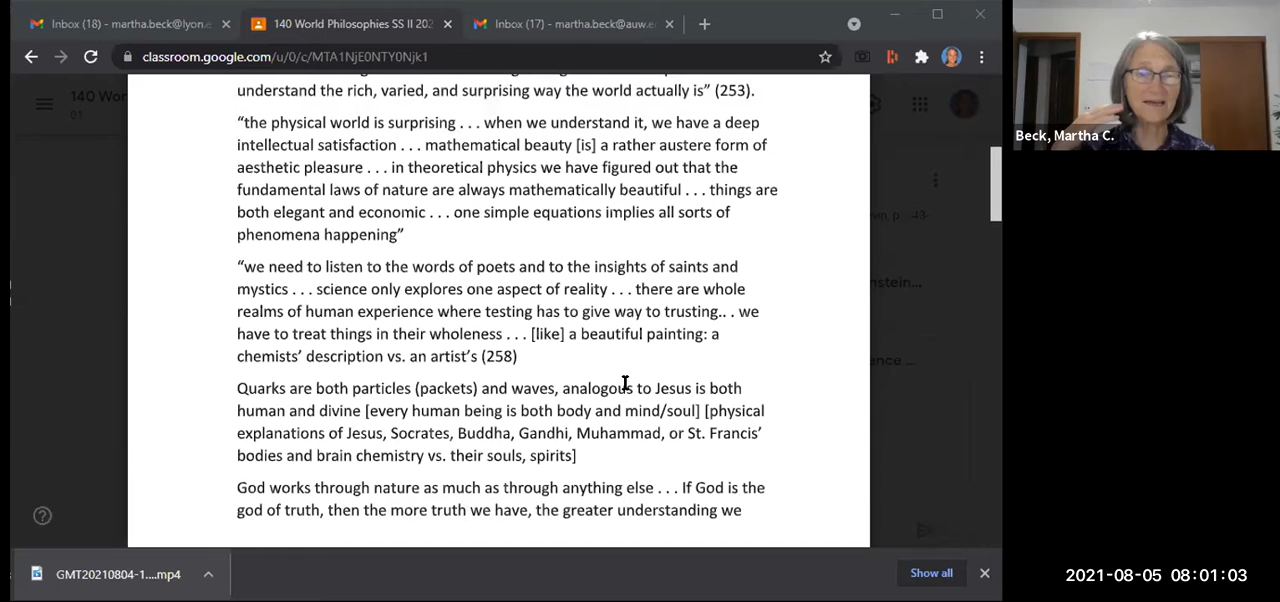 Inbox (18) - martha.beck@lyon.e
140 World Philosophies SS II 202
Inbox (17) - martha.beck@auw.e
classroom.google.com/u/0/c/MTA1NjE0NTY0Njk1
140 Wor
understand the rich, varied, and surprising way the world actually is” (253).
“the physical world is surprising . . . when we understand it, we have a deep
intellectual satisfaction . . . mathematical beauty [is] a rather austere form of
aesthetic pleasure . . . in theoretical physics we have figured out that the
fundamental laws of nature are always mathematically beautiful . . . things are
both elegant and economic . . . one simple equations implies all sorts of
phenomena happening”
“we need to listen to the words of poets and to the insights of saints and
mystics . . . science only explores one aspect of reality . . . there are whole
realms of human experience where testing has to give way to trusting.. . we
have to treat things in their wholeness . . . [like] a beautiful painting: a
chemists’ description vs. an artist’s (258)
Quarks are both particles (packets) and waves, analogous to Jesus is both
human and divine [every human being is both body and mind/soul] [physical
explanations of Jesus, Socrates, Buddha, Gandhi, Muhammad, or St. Francis’
bodies and brain chemistry vs. their souls, spirits]
God works through nature as much as through anything else . . . If God is the
god of truth, then the more truth we have, the greater understanding we
GMT20210804-1....mp4
Show all
Beck, Martha C.
2021-08-05 08:01:03